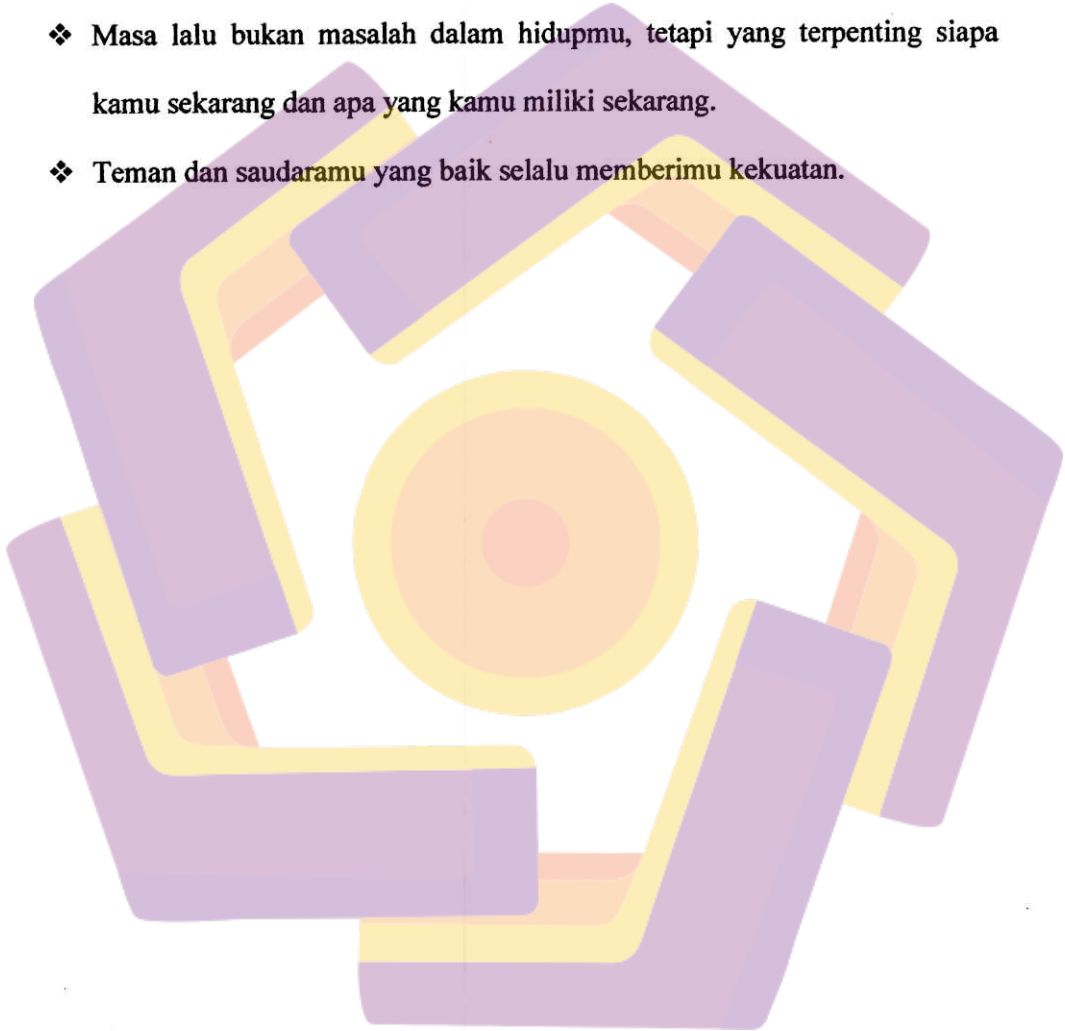 ❖ Masa lalu bukan masalah dalam hidupmu, tetapi yang terpenting siapa
kamu sekarang dan apa yang kamu miliki sekarang.
❖ Teman dan saudaramu yang baik selalu memberimu kekuatan.